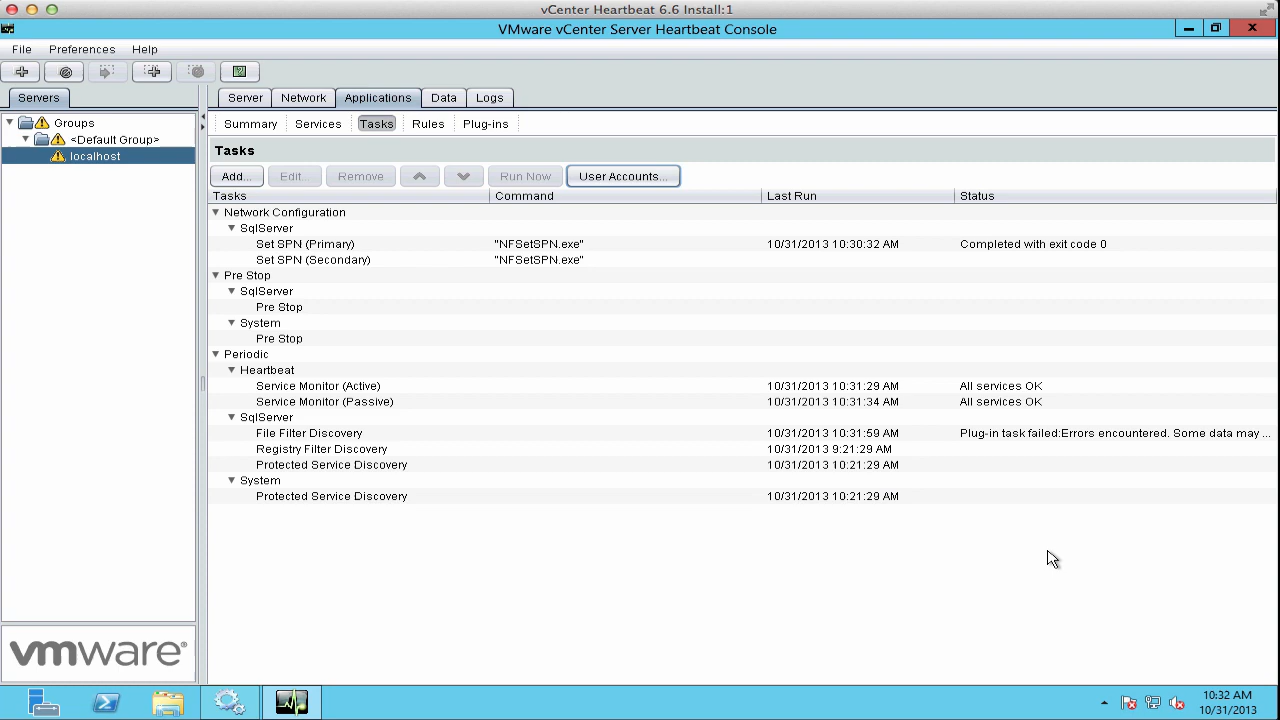 vCenter Heartbeat 6.6 Install:1
VMware vCenter Server Heartbeat Console
File Preferences Help
Servers
Server Network Applications Data Logs
Groups
<Default Group>
localhost
Summary Services Tasks Rules Plug-ins
Tasks
Add... Edit... Remove Run Now User Accounts...
Tasks Command Last Run Status
Network Configuration
SqlServer
Set SPN (Primary) "NFSetSPN.exe" 10/31/2013 10:30:32 AM Completed with exit code 0
Set SPN (Secondary) "NFSetSPN.exe"
Pre Stop
SqlServer
Pre Stop
System
Pre Stop
Periodic
Heartbeat
Service Monitor (Active) 10/31/2013 10:31:29 AM All services OK
Service Monitor (Passive) 10/31/2013 10:31:34 AM All services OK
SqlServer
File Filter Discovery 10/31/2013 10:31:59 AM Plug-in task failed:Errors encountered. Some data may ...
Registry Filter Discovery 10/31/2013 9:21:29 AM
Protected Service Discovery 10/31/2013 10:21:29 AM
System
Protected Service Discovery 10/31/2013 10:21:29 AM
vmware®
10:32 AM
10/31/2013